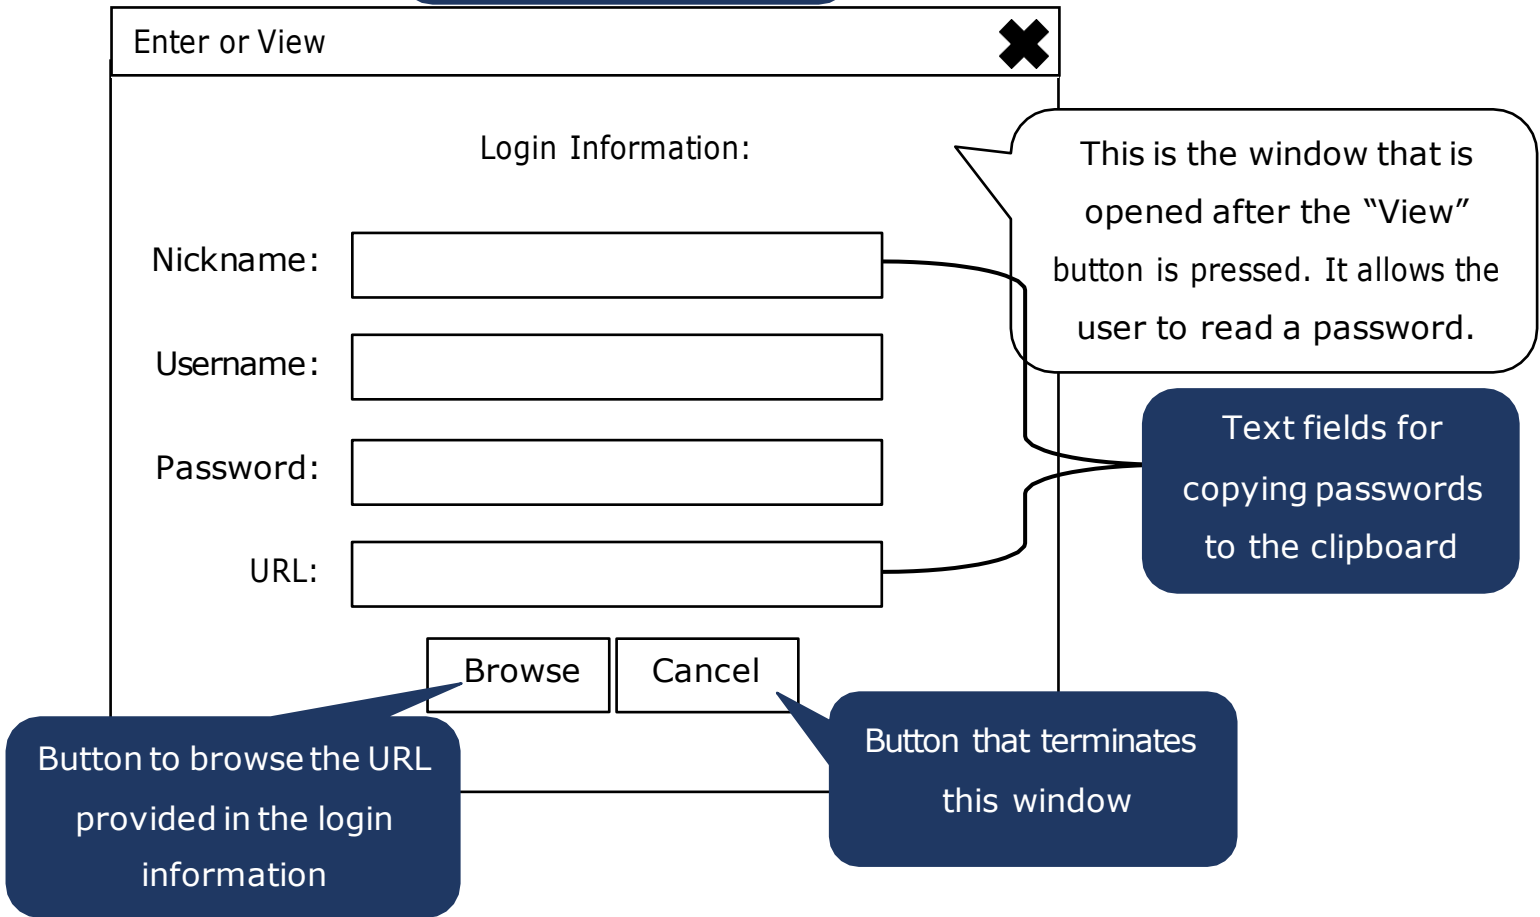 Enter or View
Login Information:
This is the window that is
opened after the “View”
button is pressed. It allows the
user to read a password.
Nickname:
Username:
Password:
URL:
Text fields for
copying passwords
to the clipboard
Browse
Cancel
Button to browse the URL
provided in the login
information
Button that terminates
this window